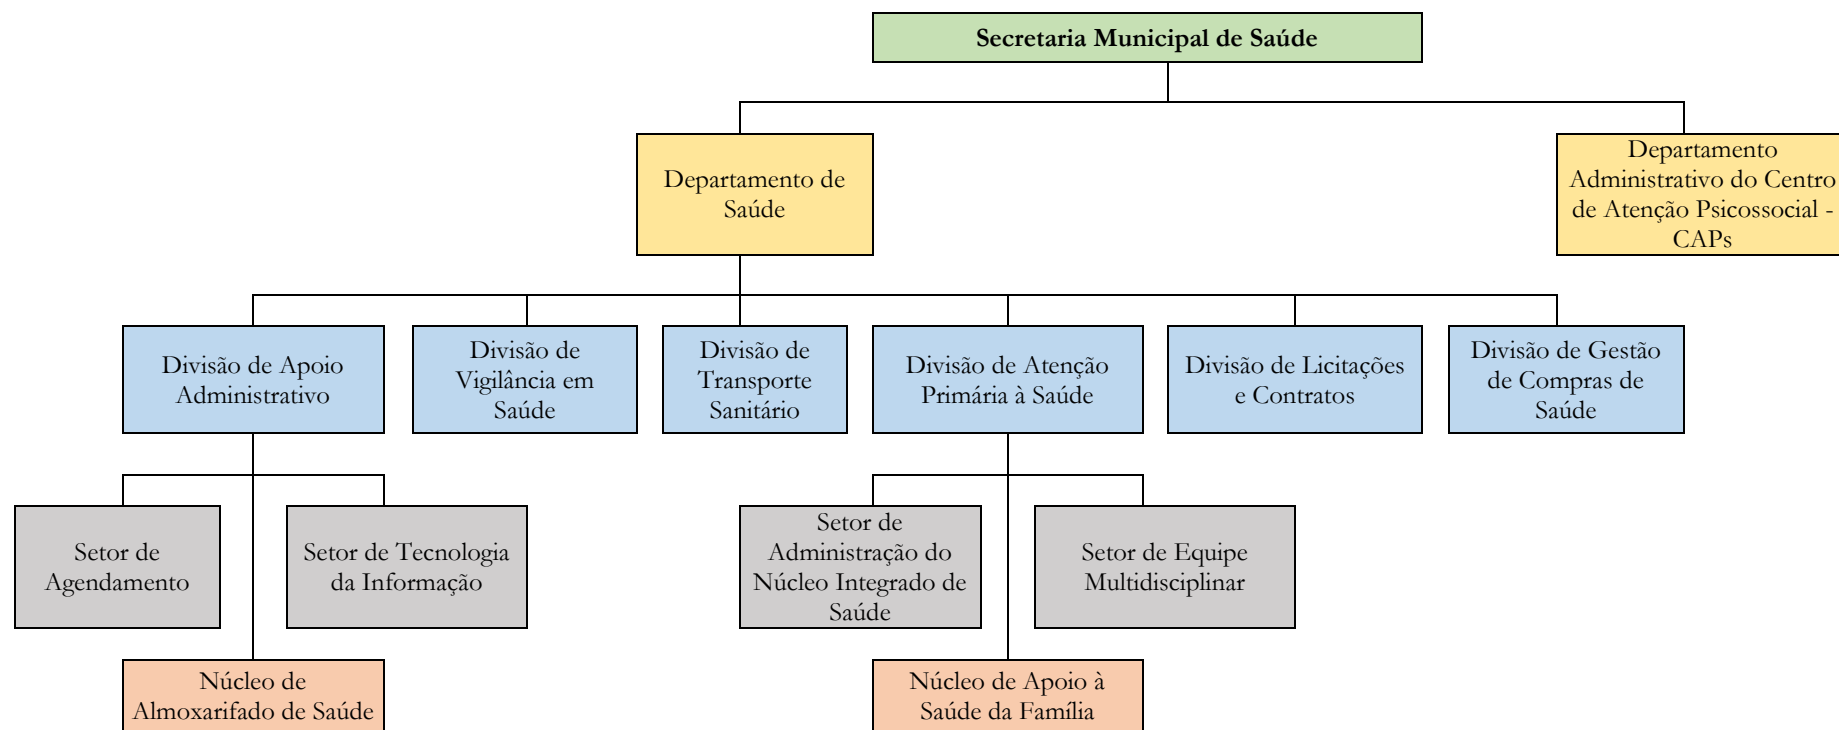 Secretaria Municipal de Saúde
Departamento de
Saúde
Departamento
Administrativo do Centro
de Atenção Psicossocial -
CAPs
Divisão de Apoio
Administrativo
Divisão de
Vigilância em
Saúde
Divisão de
Transporte
Sanitário
Divisão de Atenção
Primária à Saúde
Divisão de Licitações
e Contratos
Divisão de Gestão
de Compras de
Saúde
Setor de
Agendamento
Setor de Tecnologia
da Informação
Setor de
Administração do
Núcleo Integrado de
Saúde
Setor de Equipe
Multidisciplinar
Núcleo de
Almoxarifado de Saúde
Núcleo de Apoio à
Saúde da Família